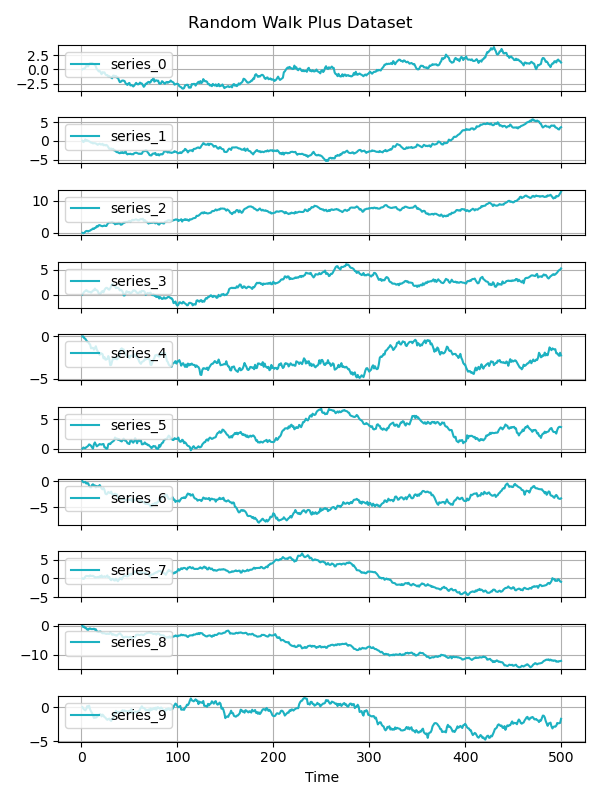 Random Walk Plus Dataset
2.5
0.0
−2.5
series_0
5
0
−5
series_1
10
0
series_2
5
0
series_3
0
−5
series_4
5
0
series_5
0
−5
series_6
5
0
−5
series_7
0
−10
series_8
0
−5
series_9
0 100 200 300 400 500
Time